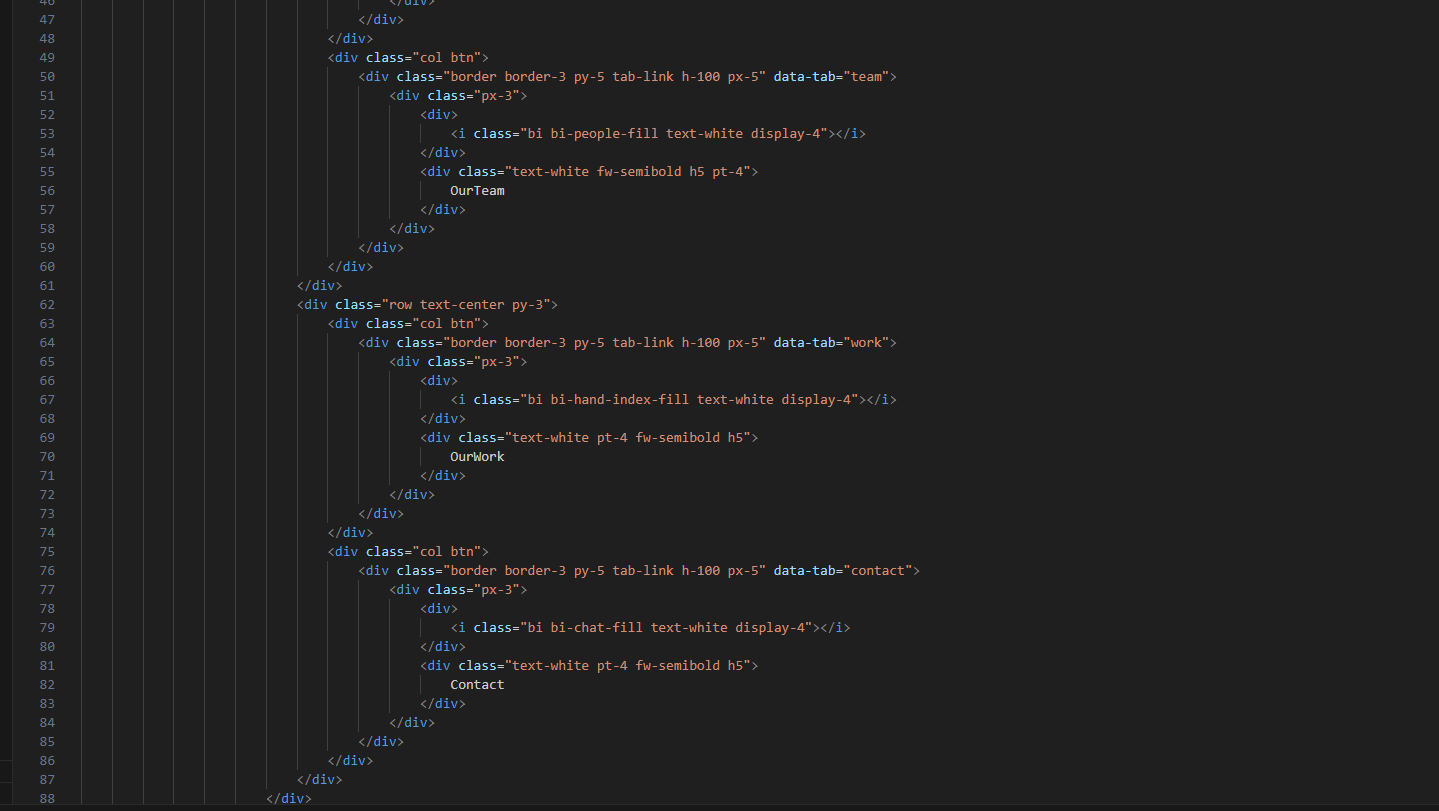 46 </div>
47 </div>
48 </div>
49 <div class="col btn">
50 <div class="border border-3 py-5 tab-link h-100 px-5" data-tab="team">
51 <div class="px-3">
52 <div>
53 <i class="bi bi-people-fill text-white display-4"></i>
54 </div>
55 <div class="text-white fw-semibold h5 pt-4">
56 OurTeam
57 </div>
58 </div>
59 </div>
60 </div>
61 </div>
62 <div class="row text-center py-3">
63 <div class="col btn">
64 <div class="border border-3 py-5 tab-link h-100 px-5" data-tab="work">
65 <div class="px-3">
66 <div>
67 <i class="bi bi-hand-index-fill text-white display-4"></i>
68 </div>
69 <div class="text-white pt-4 fw-semibold h5">
70 OurWork
71 </div>
72 </div>
73 </div>
74 </div>
75 <div class="col btn">
76 <div class="border border-3 py-5 tab-link h-100 px-5" data-tab="contact">
77 <div class="px-3">
78 <div>
79 <i class="bi bi-chat-fill text-white display-4"></i>
80 </div>
81 <div class="text-white pt-4 fw-semibold h5">
82 Contact
83 </div>
84 </div>
85 </div>
86 </div>
87 </div>
88 </div>